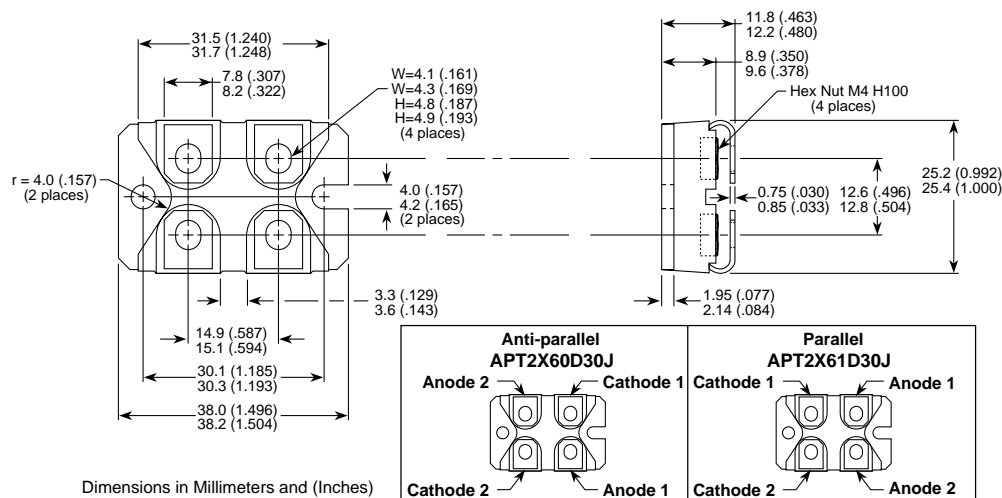 31.5 (1.240)
31.7 (1.248)
7.8 (.307)
8.2 (.322)
W=4.1 (.161)
W=4.3 (.169)
H=4.8 (.187)
H=4.9 (.193)
(4 places)
r = 4.0 (.157)
(2 places)
4.0 (.157)
4.2 (.165)
(2 places)
3.3 (.129)
3.6 (.143)
14.9 (.587)
15.1 (.594)
30.1 (1.185)
30.3 (1.193)
38.0 (1.496)
38.2 (1.504)
11.8 (.463)
12.2 (.480)
8.9 (.350)
9.6 (.378)
Hex Nut M4 H100
(4 places)
0.75 (.030)
0.85 (.033)
12.6 (.496)
12.8 (.504)
25.2 (0.992)
25.4 (1.000)
1.95 (.077)
2.14 (.084)
Anti-parallel
APT2X60D30J
Anode 2
Cathode 1
Cathode 2
Anode 1
Parallel
APT2X61D30J
Cathode 1
Anode 1
Cathode 2
Anode 2
Dimensions in Millimeters and (Inches)